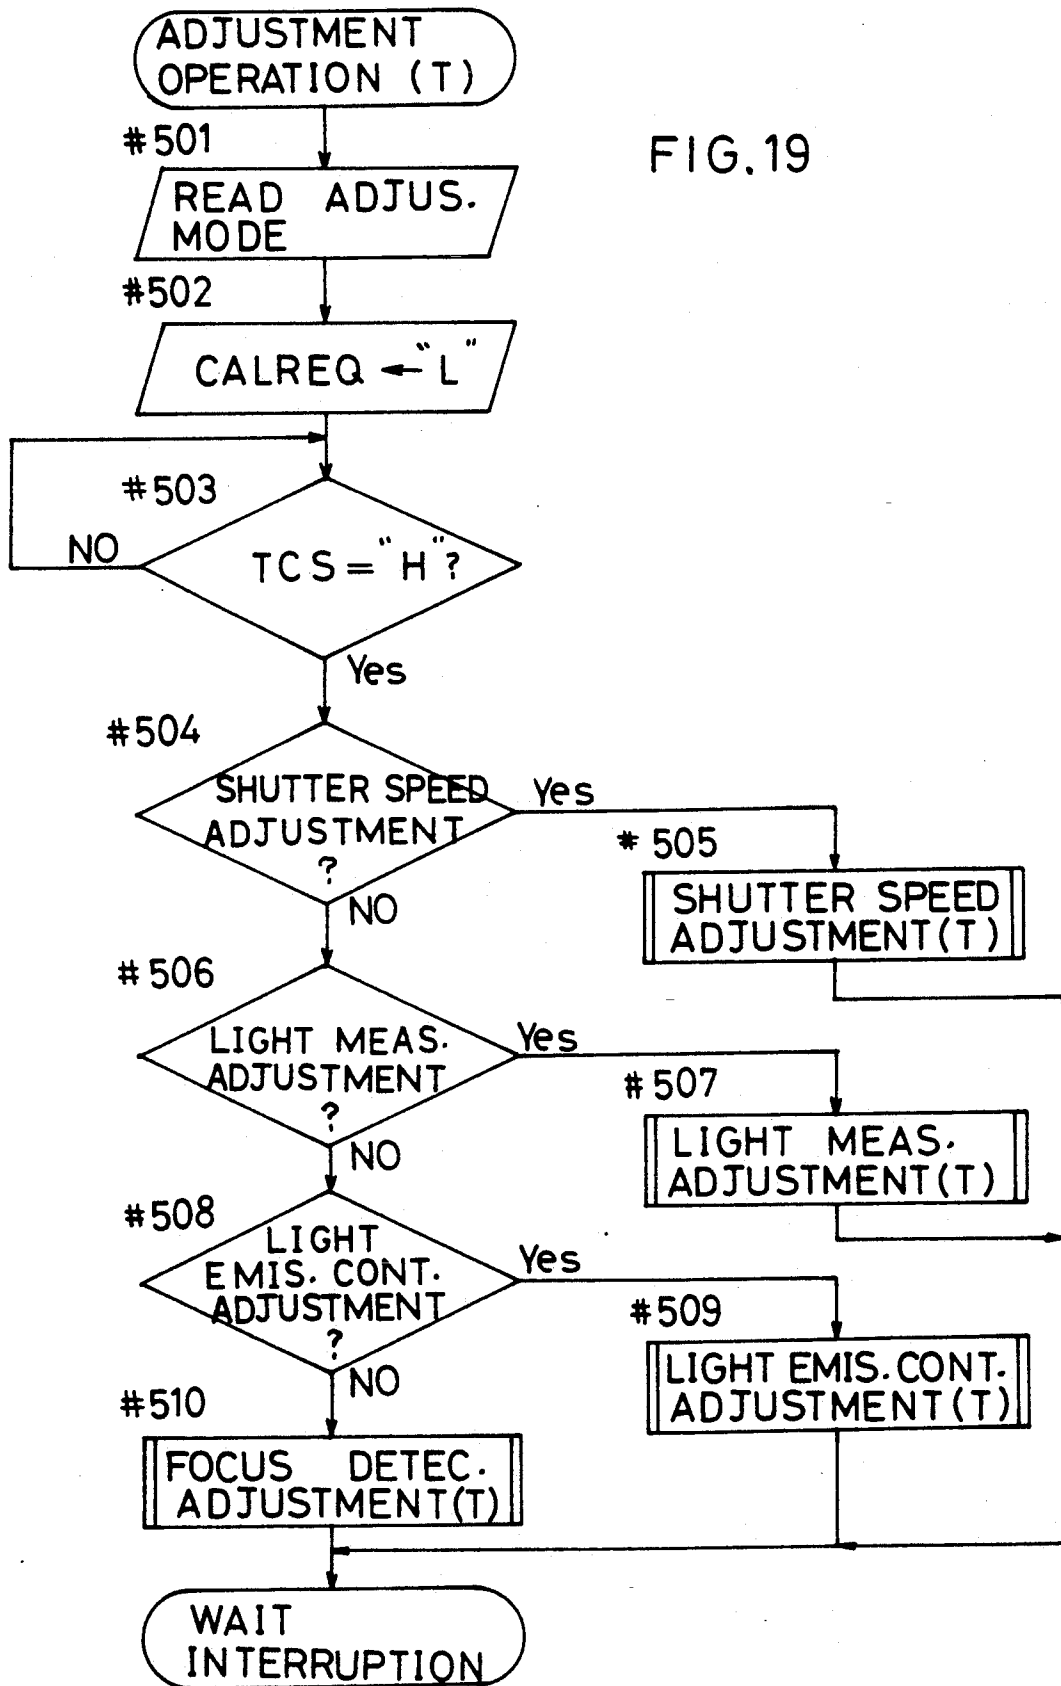 ADJUSTMENT
OPERATION (T)
FIG.19
#501
READ ADJUS.
MODE
#502
CALREQ ← "L"
#503
NO
TCS = "H"?
Yes
#504
SHUTTER SPEED
ADJUSTMENT
?
Yes
NO
* 505
SHUTTER SPEED
ADJUSTMENT(T)
#506
LIGHT MEAS.
ADJUSTMENT
?
Yes
NO
#507
LIGHT MEAS.
ADJUSTMENT(T)
#508
LIGHT
EMIS. CONT.
ADJUSTMENT
?
Yes
NO
#509
LIGHT EMIS. CONT.
ADJUSTMENT(T)
#510
FOCUS DETEC.
ADJUSTMENT(T)
WAIT
INTERRUPTION